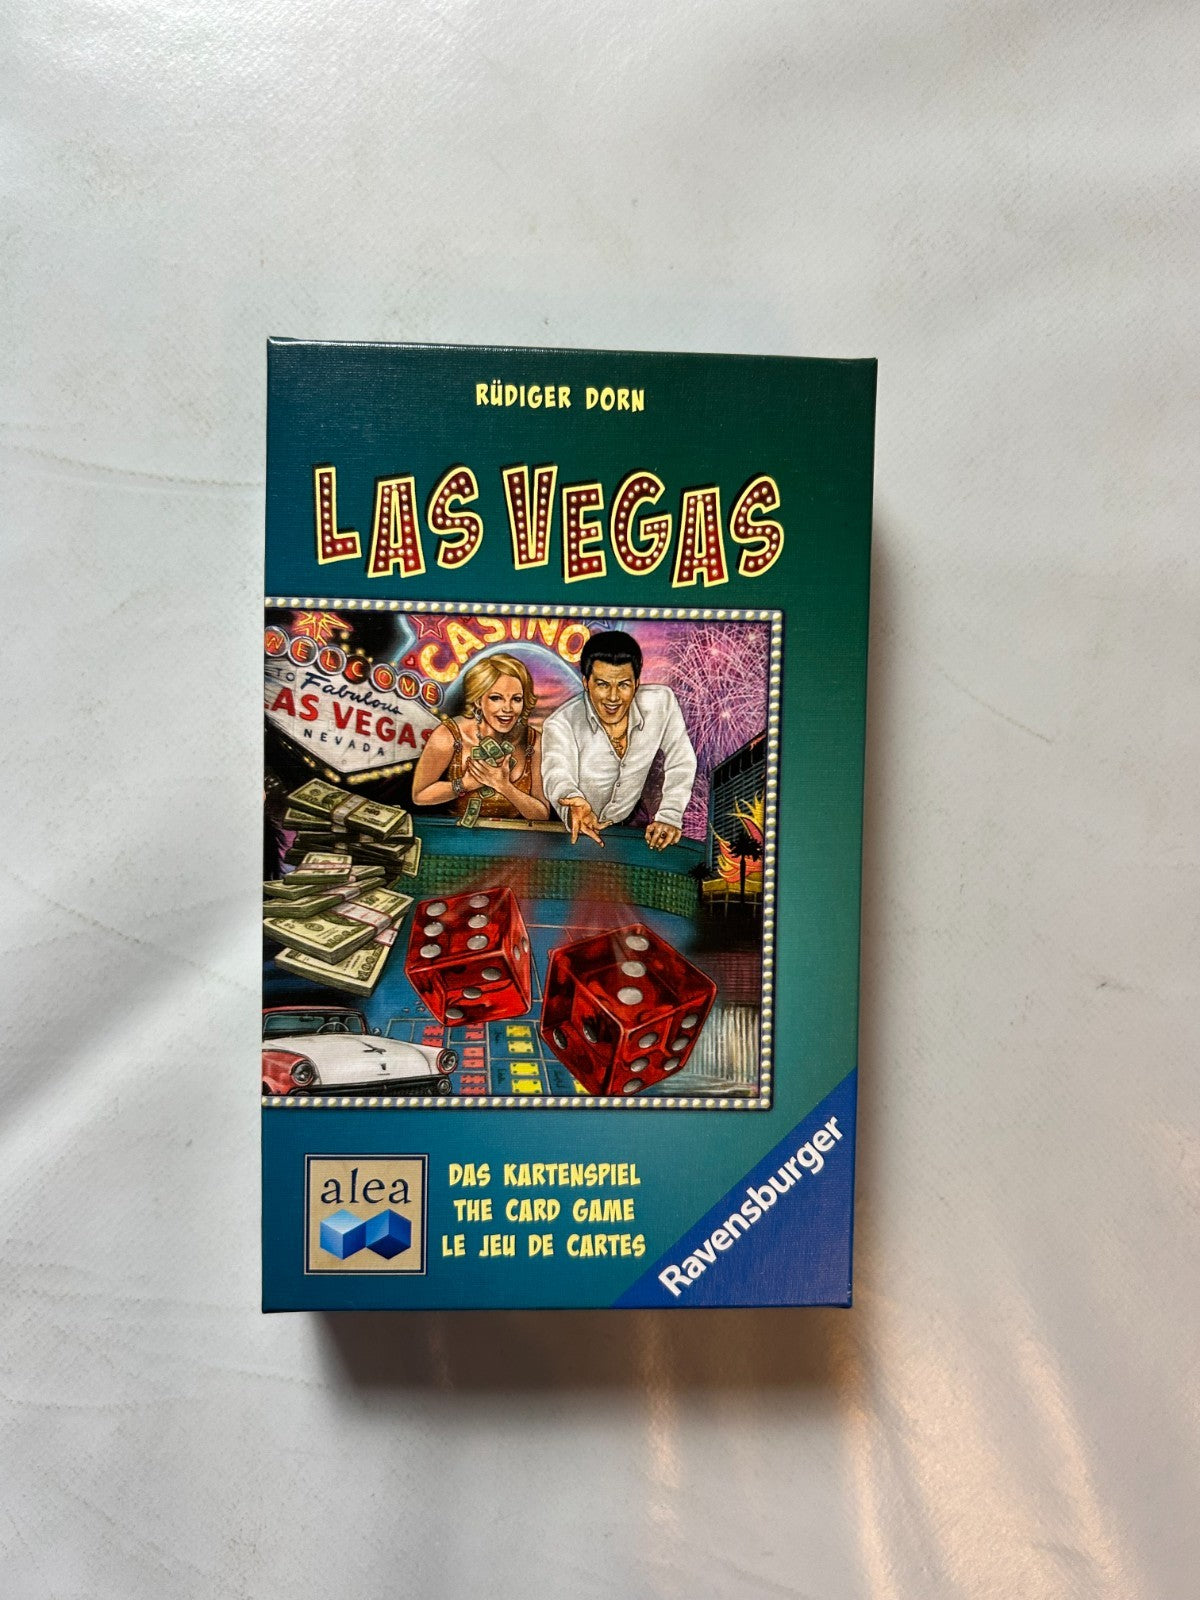 RÜDIGER DORN
LAS VEGAS
CASINO
WELCOME
TO Fabulous
LAS VEGAS
NEVADA
alea
DAS KARTENSPIEL
THE CARD GAME
LE JEU DE CARTES
Ravensburger